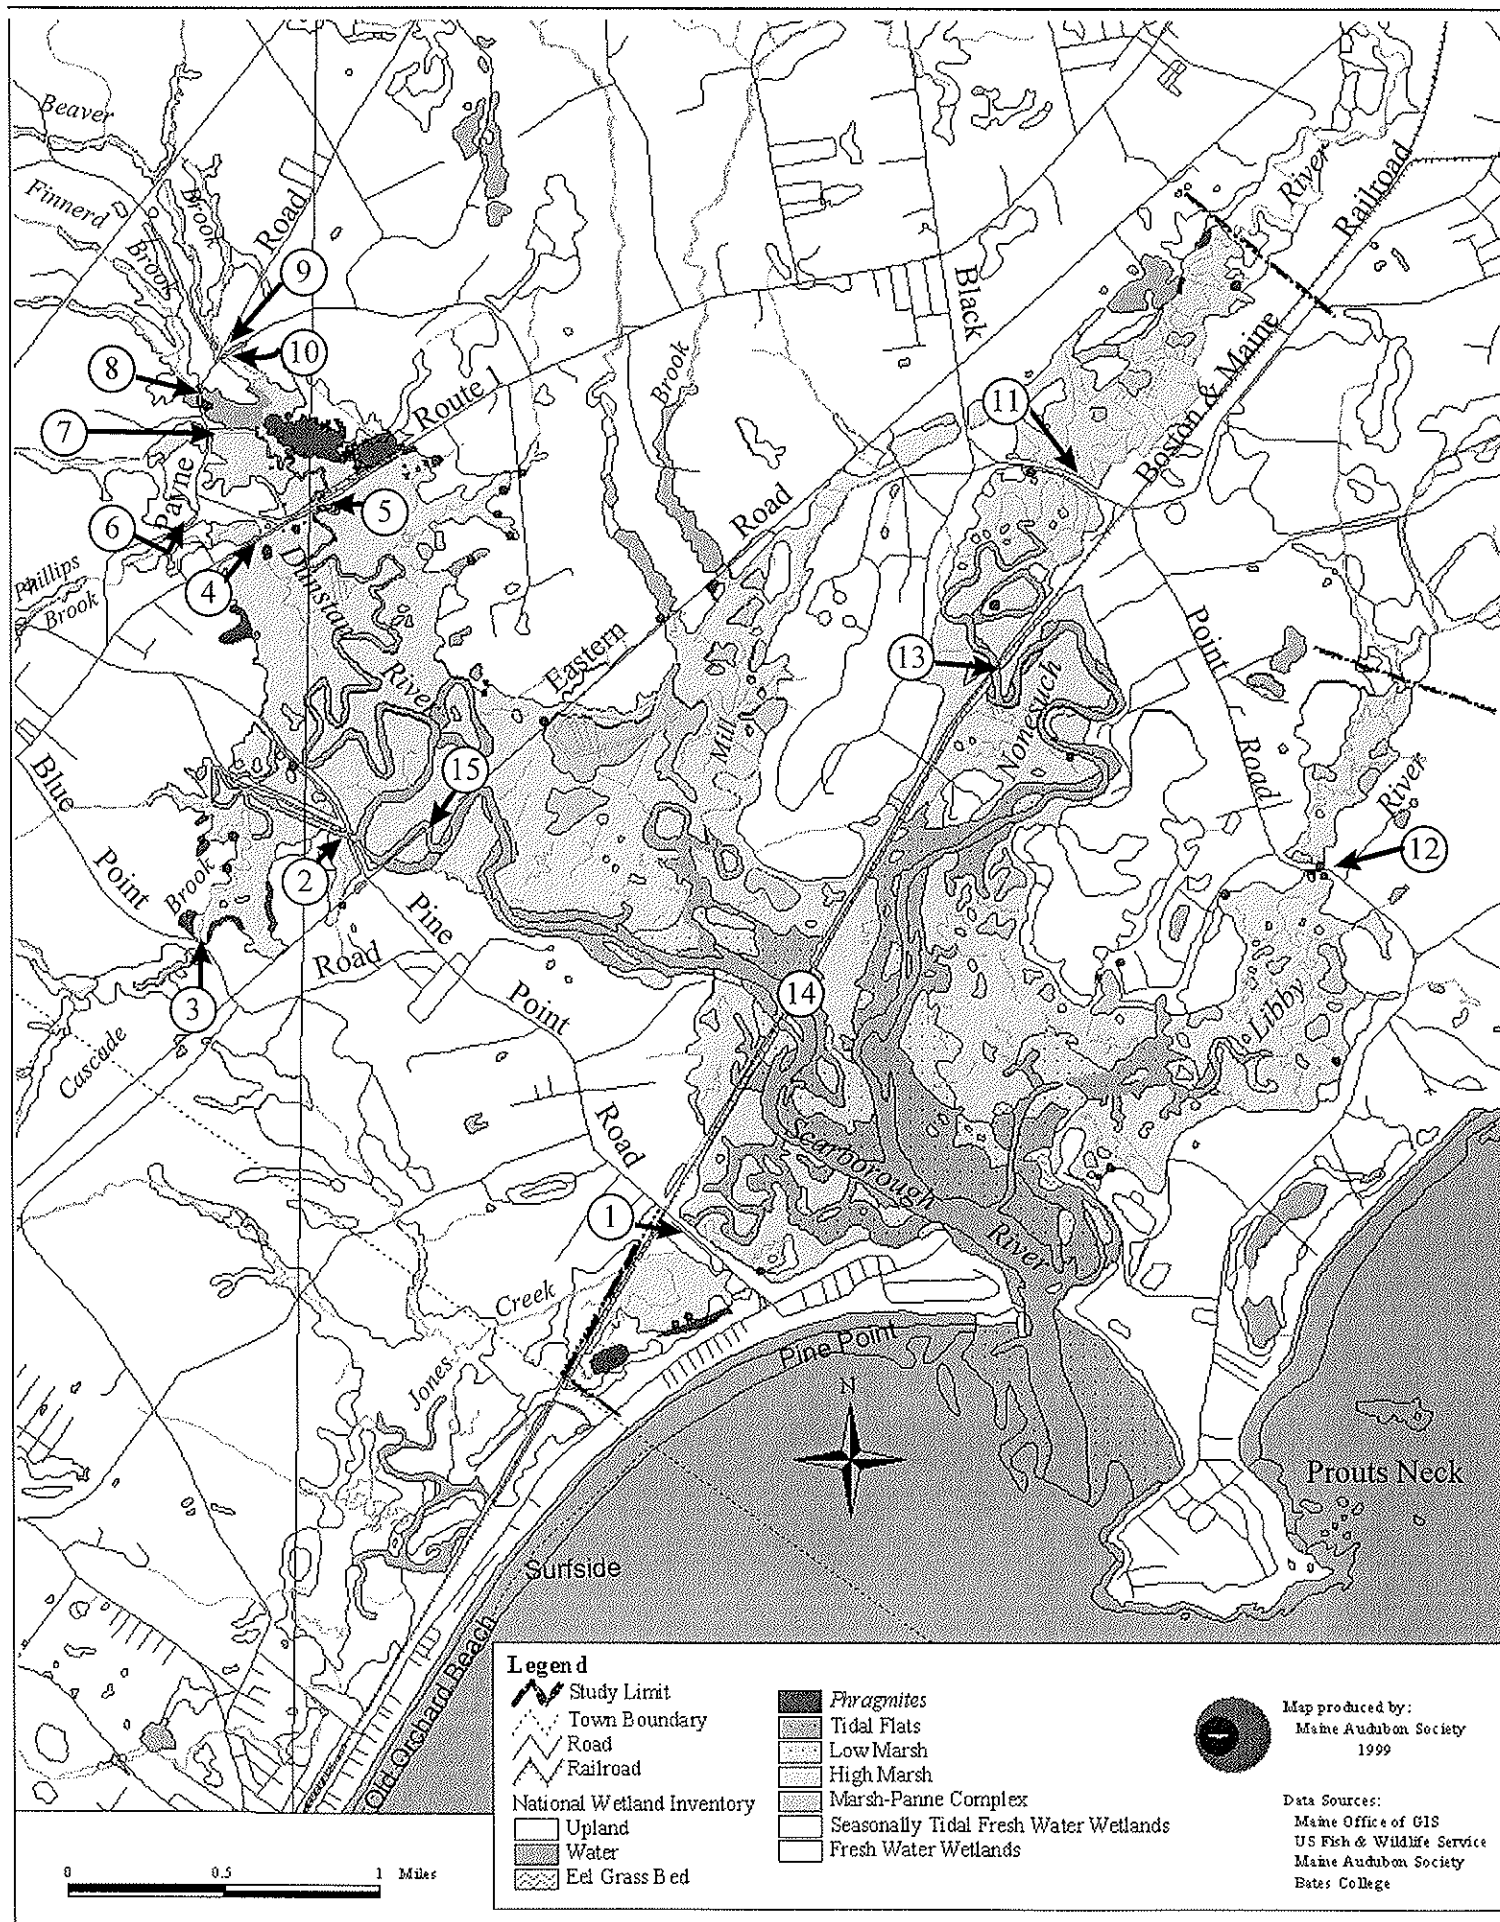 Beaver
Brook
Finnerd
Brook
Road
9
10
8
7
Payne
6
Phillips
Brook
4
5
Route 1
Dunstan
River
Brook
Road
Eastern
Mill
Black
Point
Road
11
Boston & Maine
Railroad
River
13
Nonesuch
River
12
Libby
15
2
Blue
Point
Brook
3
Cascade
Road
Pine
Point
Road
14
Scarborough
River
1
Creek
Jones
Pine Point
N
Prouts Neck
Surfside
Old Orchard Beach
Legend
Study Limit
Town Boundary
Road
Railroad
National Wetland Inventory
Upland
Water
Eel Grass Bed
Phragmites
Tidal Flats
Low Marsh
High Marsh
Marsh-Panne Complex
Seasonally Tidal Fresh Water Wetlands
Fresh Water Wetlands
Map produced by:
Maine Audubon Society
1999
Data Sources:
Maine Office of GIS
US Fish & Wildlife Service
Maine Audubon Society
Bates College
0 0.5 1 Miles